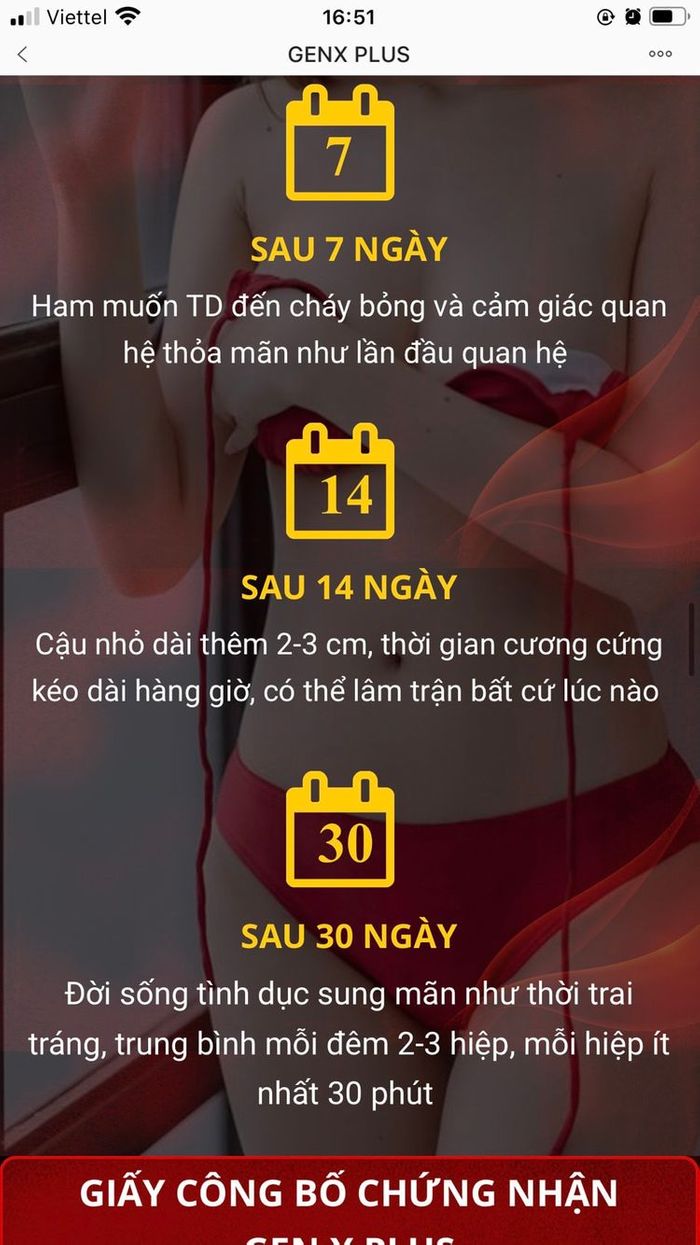 Viettel 16:51
GENX PLUS
7
SAU 7 NGÀY
Ham muốn TD đến cháy bỏng và cảm giác quan
hệ thỏa mãn như lần đầu quan hệ
14
SAU 14 NGÀY
Cậu nhỏ dài thêm 2-3 cm, thời gian cương cứng
kéo dài hàng giờ, có thể lâm trận bất cứ lúc nào
30
SAU 30 NGÀY
Đời sống tình dục sung mãn như thời trai
tráng, trung bình mỗi đêm 2-3 hiệp, mỗi hiệp ít
nhất 30 phút
GIẤY CÔNG BỐ CHỨNG NHẬN
GEN X PLUS